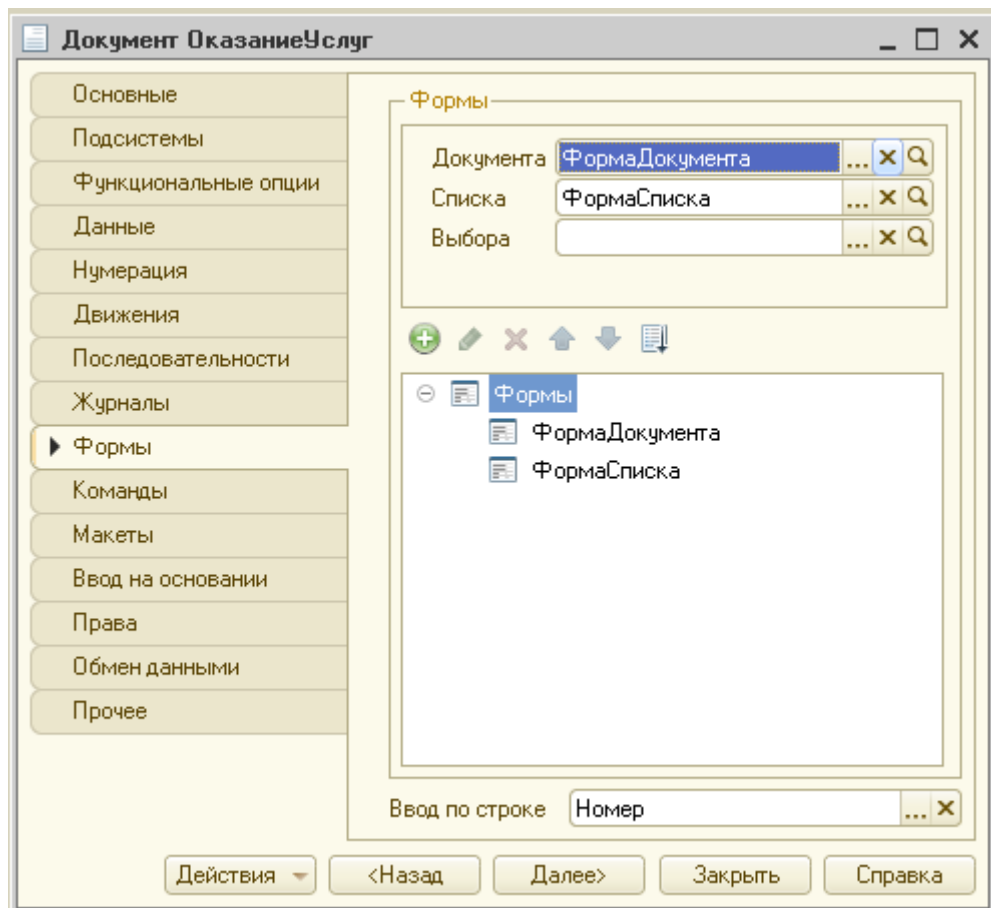 Документ ОказаниеУслуг
Основные
Подсистемы
Функциональные опции
Данные
Нумерация
Движения
Последовательности
Журналы
Формы
Команды
Макеты
Ввод на основании
Права
Обмен данными
Прочее
Формы
Документа ФормаДокумента ...
Списка ФормаСписка ...
Выбора ...
Формы
ФормаДокумента
ФормаСписка
Ввод по строке Номер ...
Действия <Назад Далее> Закрыть Справка